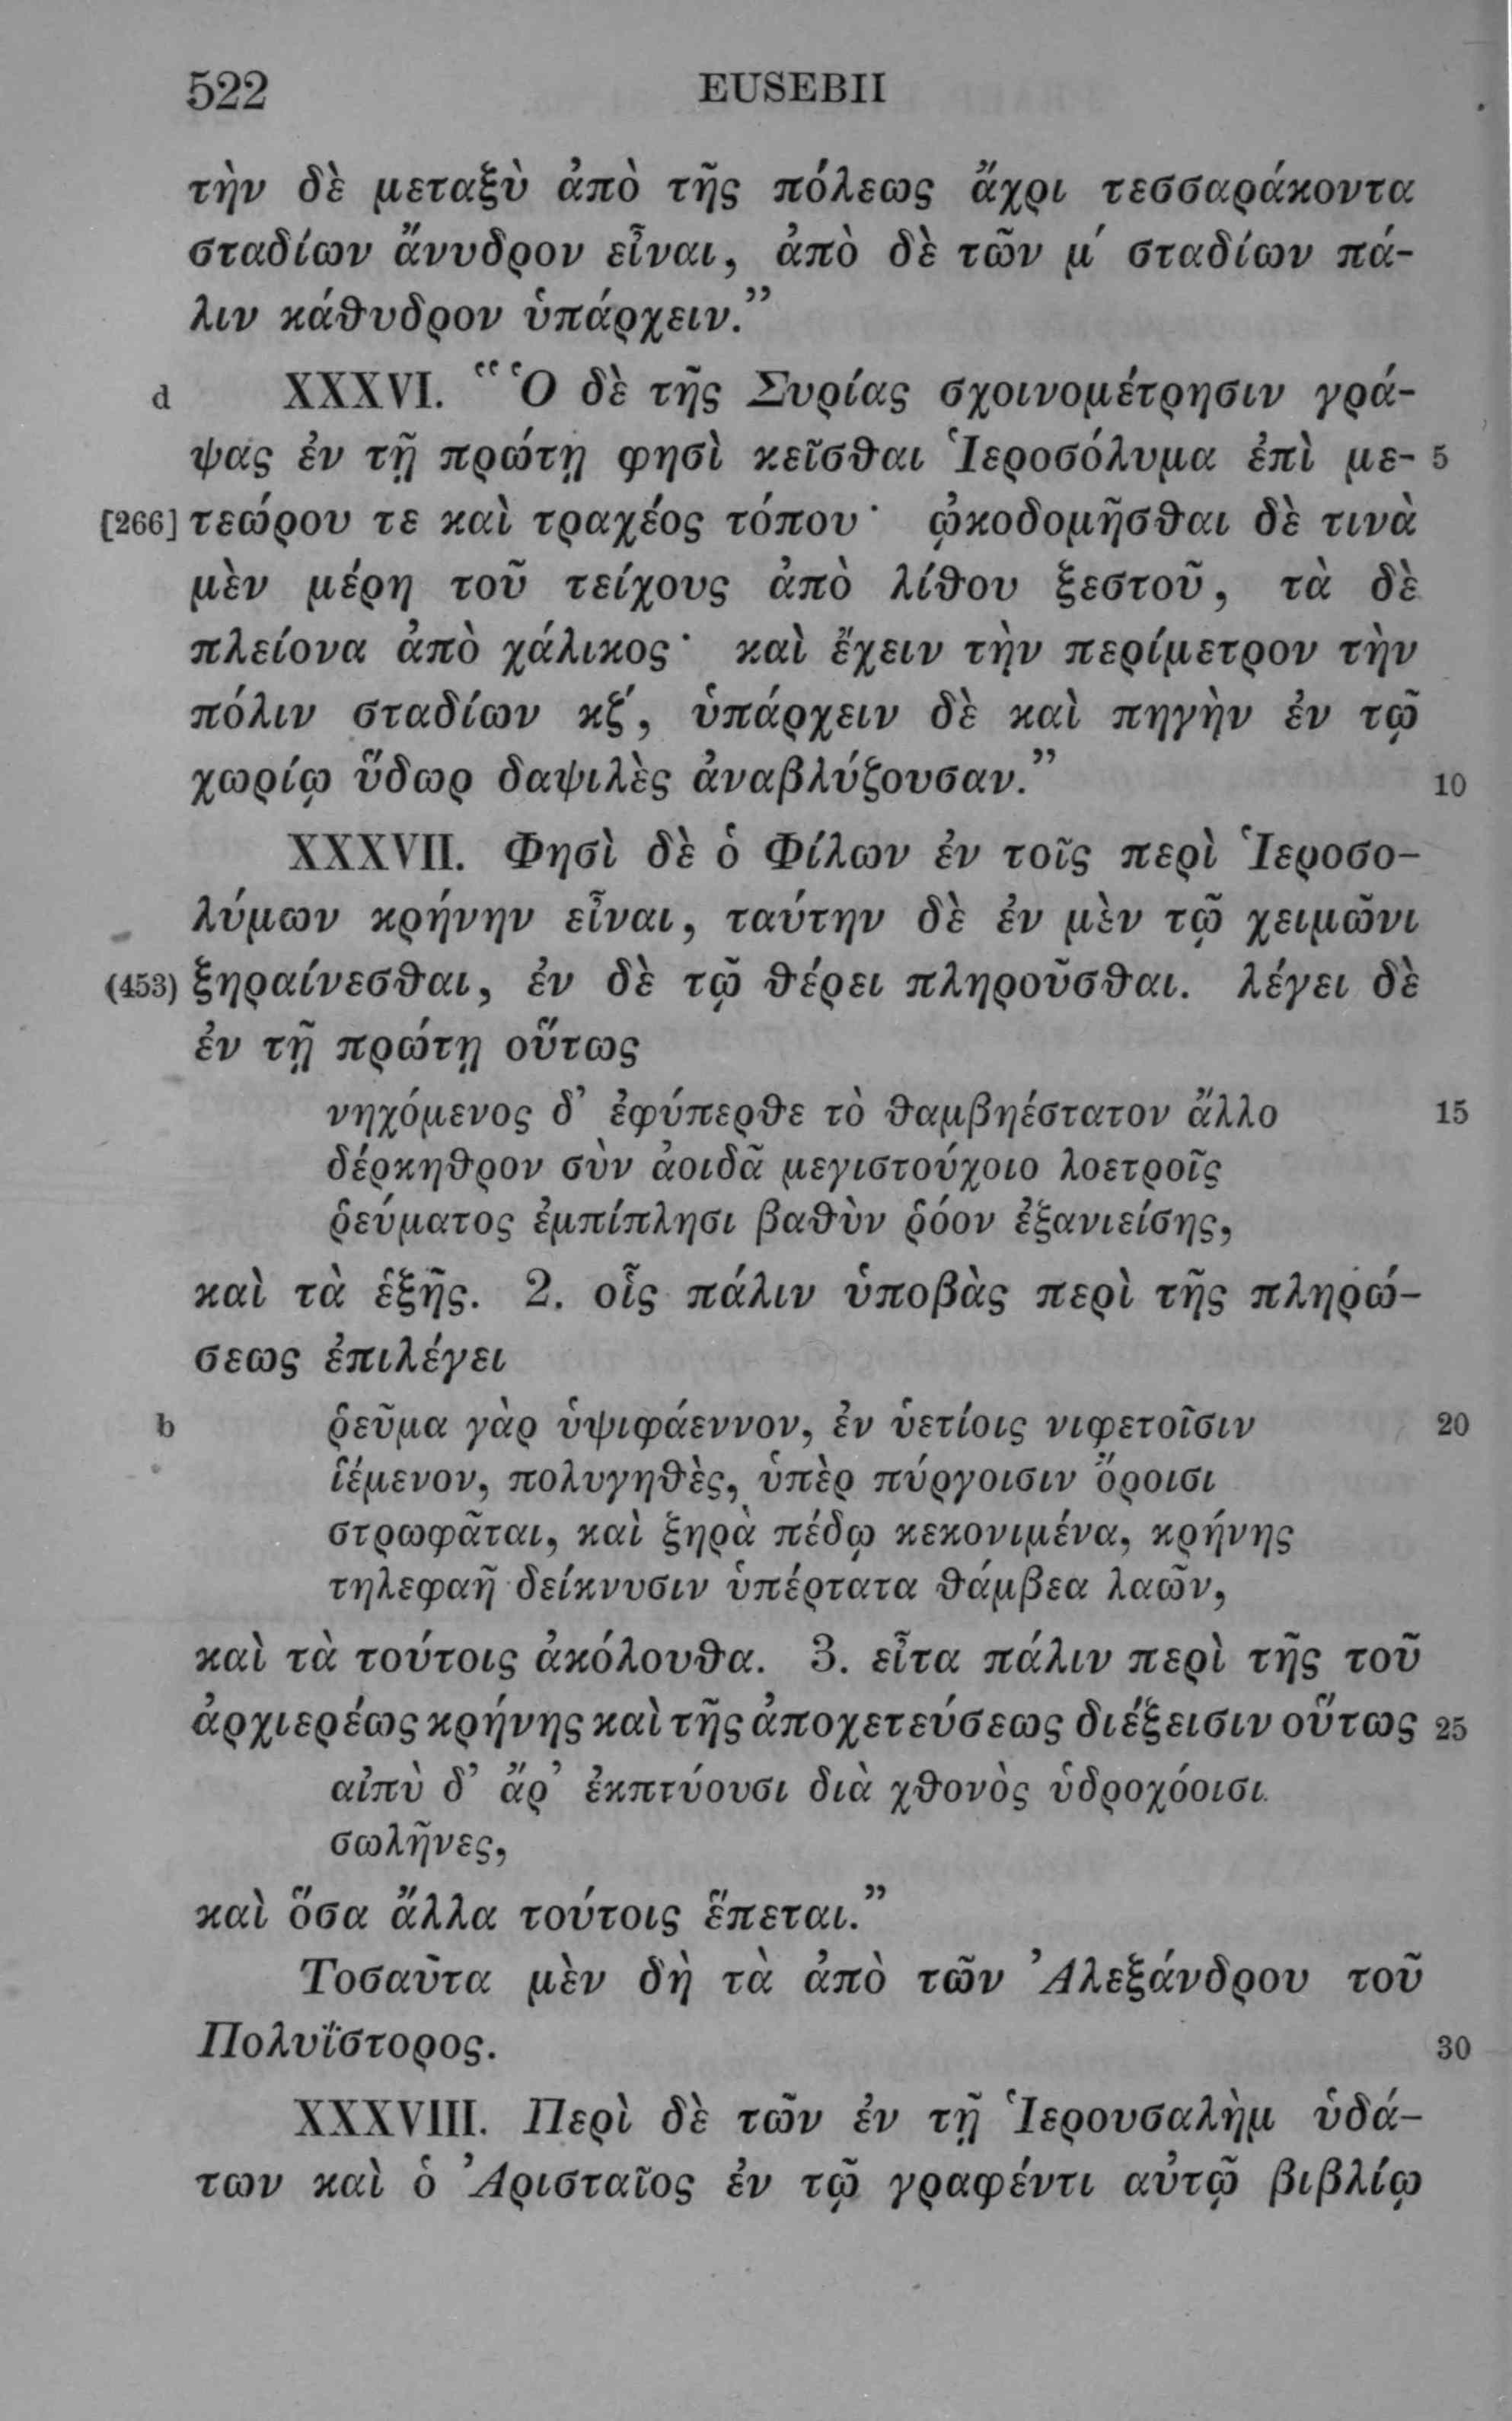 522 EUSEBII
τὴν δὲ μεταξὺ ἀπὸ τῆς πόλεως ἄχρι τεσσαράκοντα
σταδίων ἄνυδρον εἶναι, ἀπὸ δὲ τῶν μ´ σταδίων πά-
λιν κάθυδρον ὑπάρχειν.”
d XXXVI. “Ὁ δὲ τῆς Συρίας σχοινομέτρησιν γρά-
ψας ἐν τῇ πρώτῃ φησὶ κεῖσθαι Ἱεροσόλυμα ἐπὶ με- 5
[266] τεώρου τε καὶ τραχέος τόπου· ᾠκοδομῆσθαι δὲ τινὰ
μὲν μέρη τοῦ τείχους ἀπὸ λίθου ξεστοῦ, τὰ δὲ
πλείονα ἀπὸ χάλικος· καὶ ἔχειν τὴν περίμετρον τὴν
πόλιν σταδίων κζ´, ὑπάρχειν δὲ καὶ πηγὴν ἐν τῷ
χωρίῳ ὕδωρ δαψιλὲς ἀναβλύζουσαν.” 10
XXXVII. Φησὶ δὲ ὁ Φίλων ἐν τοῖς περὶ Ἱεροσο-
λύμων κρήνην εἶναι, ταύτην δὲ ἐν μὲν τῷ χειμῶνι
(453) ξηραίνεσθαι, ἐν δὲ τῷ θέρει πληροῦσθαι. λέγει δὲ
ἐν τῇ πρώτῃ οὕτως
νηχόμενος δ’ ἐφύπερθε τὸ θαμβηέστατον ἄλλο 15
δέρκηθρον σὺν ἀοιδᾶ μεγιστούχοιο λοετροῖς
ῥεύματος ἐμπίπλησι βαθὺν ῥόον ἐξανιείσης,
καὶ τὰ ἑξῆς. 2. οἷς πάλιν ὑποβὰς περὶ τῆς πληρώ-
σεως ἐπιλέγει
b ῥεῦμα γὰρ ὑψιφάεννον, ἐν ὑετίοις νιφετοῖσιν 20
ἱέμενον, πολυγηθὲς, ὑπὲρ πύργοισιν ὄροισι
στρωφᾶται, καὶ ξηρὰ πέδῳ κεκονιμένα, κρήνης
τηλεφαῆ δείκνυσιν ὑπέρτατα θάμβεα λαῶν,
καὶ τὰ τούτοις ἀκόλουθα. 3. εἶτα πάλιν περὶ τῆς τοῦ
ἀρχιερέως κρήνης καὶ τῆς ἀποχετεύσεως διέξεισιν οὕτως 25
αἰπὺ δ’ ἄρ’ ἐκπτύουσι διὰ χθονὸς ὑδροχόοισι
σωλῆνες,
καὶ ὅσα ἄλλα τούτοις ἕπεται.”
Τοσαῦτα μὲν δὴ τὰ ἀπὸ τῶν Ἀλεξάνδρου τοῦ
Πολυΐστορος. 30
XXXVIII. Περὶ δὲ τῶν ἐν τῇ Ἱερουσαλὴμ ὑδά-
των καὶ ὁ Ἀρισταῖος ἐν τῷ γραφέντι αὐτῷ βιβλίῳ